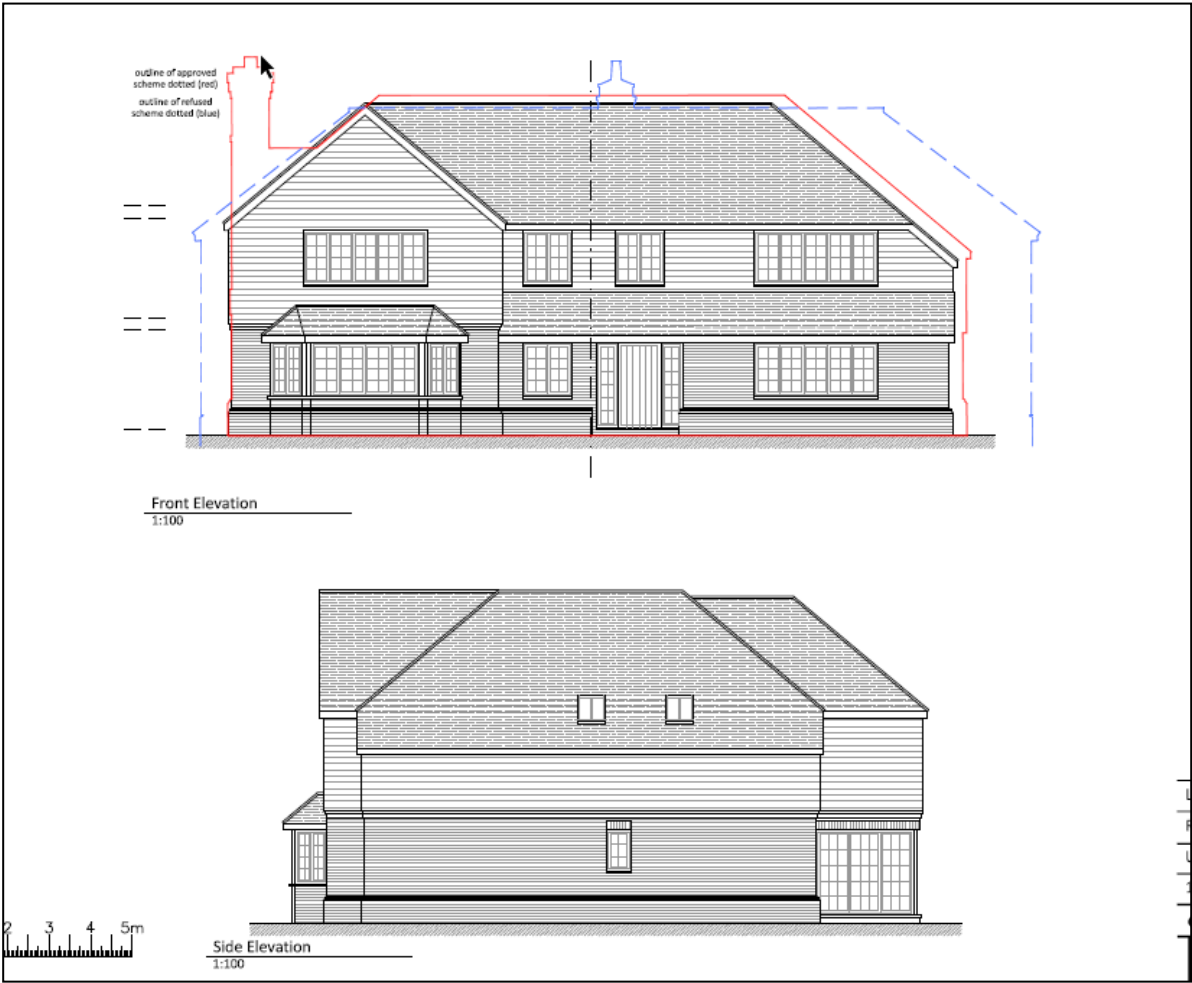 outline of approved
scheme dotted (red)
outline of refused
scheme dotted (blue)
Front Elevation
1:100
2 3 4 5m
Side Elevation
1:100